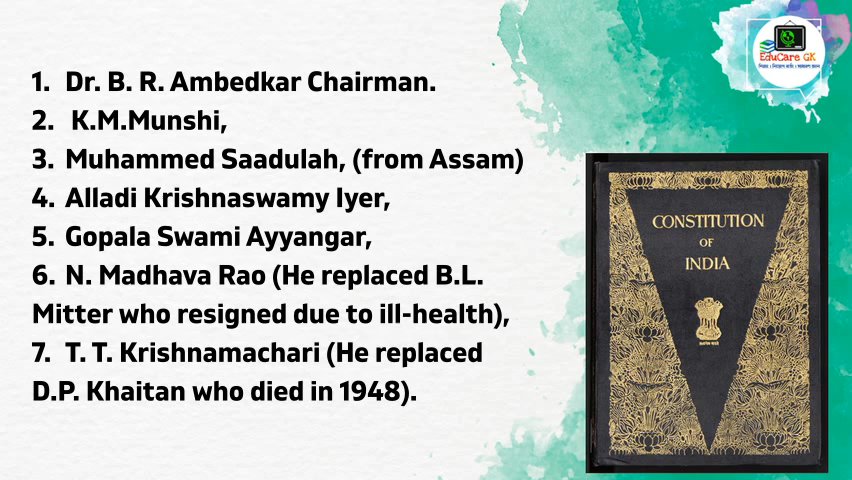 1. Dr. B. R. Ambedkar Chairman.
2. K.M.Munshi,
3. Muhammed Saadulah, (from Assam)
4. Alladi Krishnaswamy Iyer,
5. Gopala Swami Ayyangar,
6. N. Madhava Rao (He replaced B.L.
Mitter who resigned due to ill-health),
7. T. T. Krishnamachari (He replaced
D.P. Khaitan who died in 1948).
EduCare GK
CONSTITUTION
OF
INDIA